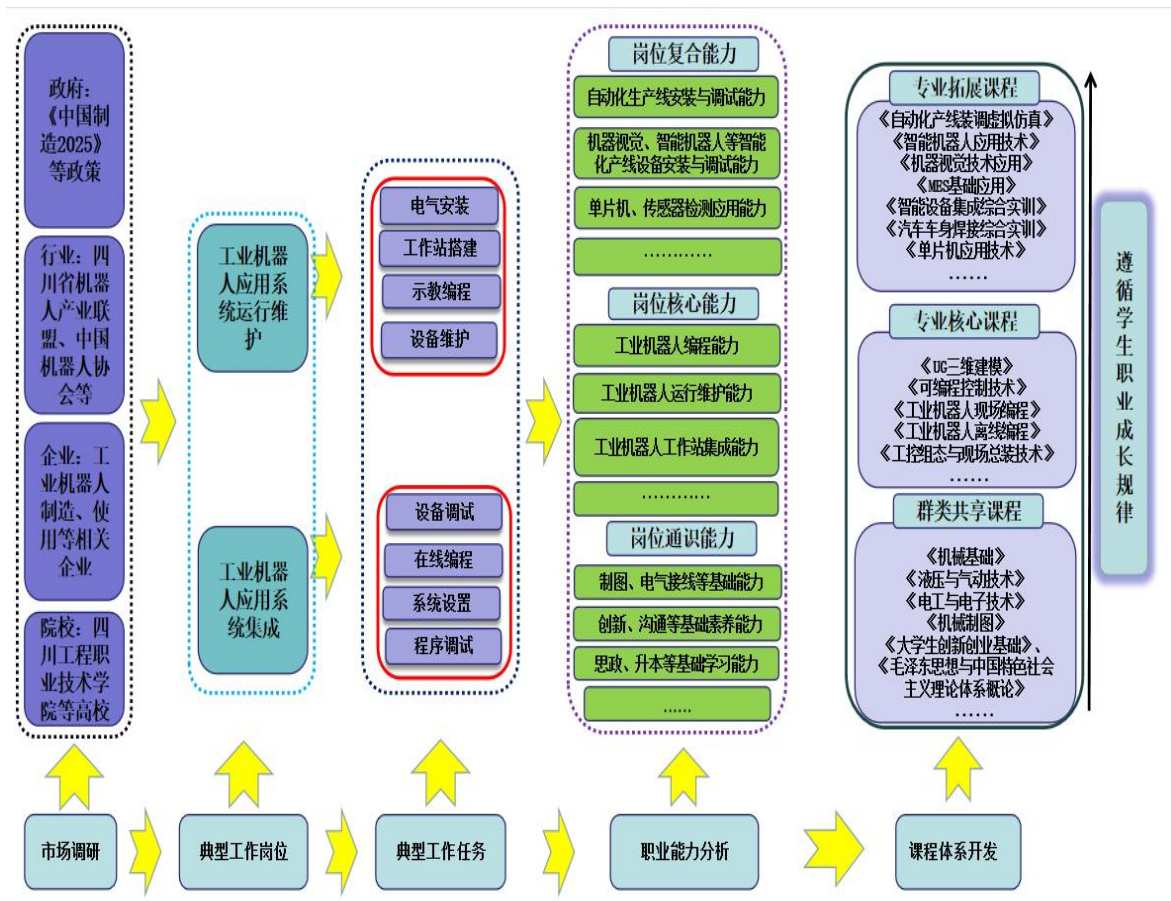 政府：
《中国制
造2025》
等政策
行业：四
川省机器
人产业联
盟、中国
机器人协
会等
企业：工
业机器人
制造、使
用等相关
企业
院校：四
川工程职
业技术学
院等高校
工业机器
人应用系
统运行维
护
工业机器
人应用系
统集成
电气安装
工作站搭建
示教编程
设备维护
设备调试
在线编程
系统设置
程序调试
岗位复合能力
自动化生产线安装与调试能力
机器视觉、智能机器人等智能
化产线设备安装与调试能力
单片机、传感器检测应用能力
…………
岗位核心能力
工业机器人编程能力
工业机器人运行维护能力
工业机器人工作站集成能力
…………
岗位通识能力
制图、电气接线等基础能力
创新、沟通等基础素养能力
思政、升本等基础学习能力
……
专业拓展课程
《自动化产线装调虚拟仿真》
《智能机器人应用技术》
《机器视觉技术应用》
《MES基础应用》
《智能设备集成综合实训》
《汽车车身焊接综合实训》
《单片机应用技术》
……
专业核心课程
《UG三维建模》
《可编程控制技术》
《工业机器人现场编程》
《工业机器人离线编程》
《工控组态与现场总装技术》
……
群类共享课程
《机械基础》
《液压与气动技术》
《电工与电子技术》
《机械制图》
《大学生创新创业基础》、
《毛泽东思想与中国特色社会
主义理论体系概论》
……
遵循学生职业成长规律
市场调研
典型工作岗位
典型工作任务
职业能力分析
课程体系开发